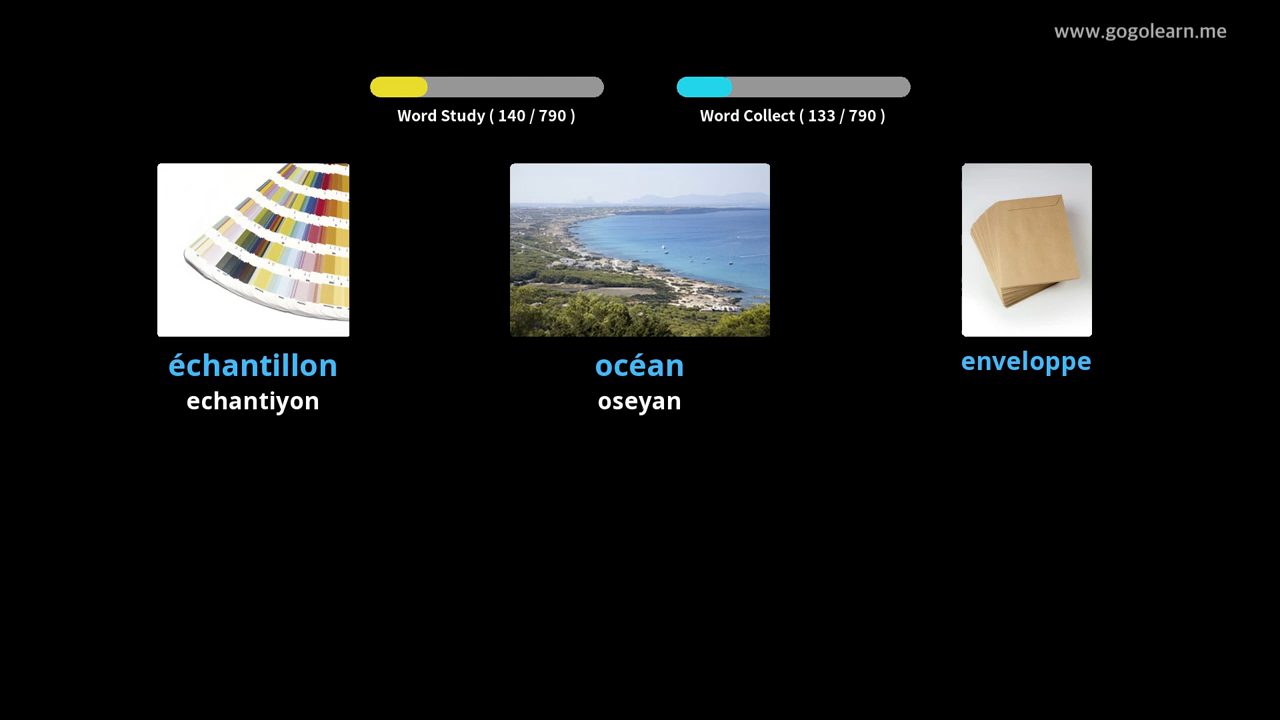 www.gogolearn.me
Word Study ( 140 / 790 )
Word Collect ( 133 / 790 )
échantillon
echantiyon
océan
oseyan
enveloppe